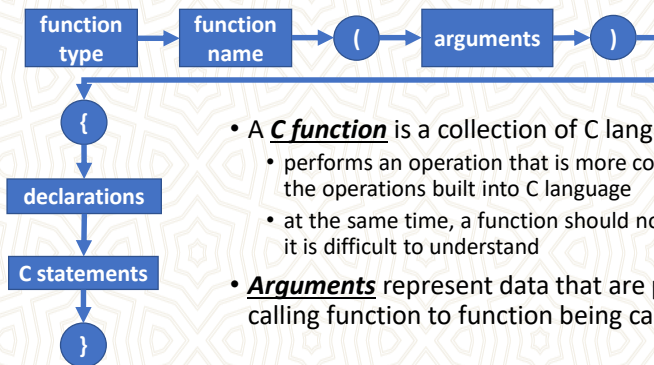 function type
function name
(
arguments
)
{
declarations
C statements
}
• A C function is a collection of C lang
• performs an operation that is more co
the operations built into C language
• at the same time, a function should no
it is difficult to understand
• Arguments represent data that are p
calling function to function being ca